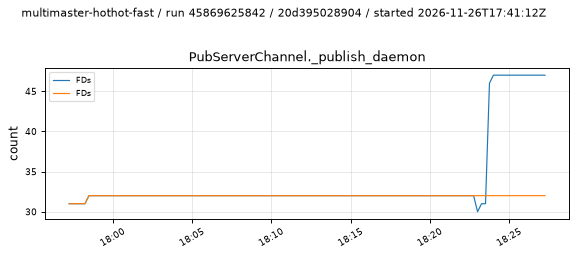 multimaster-hothot-fast / run 45869625842 / 20d395028904 / started 2026-11-26T17:41:12Z
PubServerChannel._publish_daemon
FDs
FDs
count
45
40
35
30
18:00
18:05
18:10
18:15
18:20
18:25